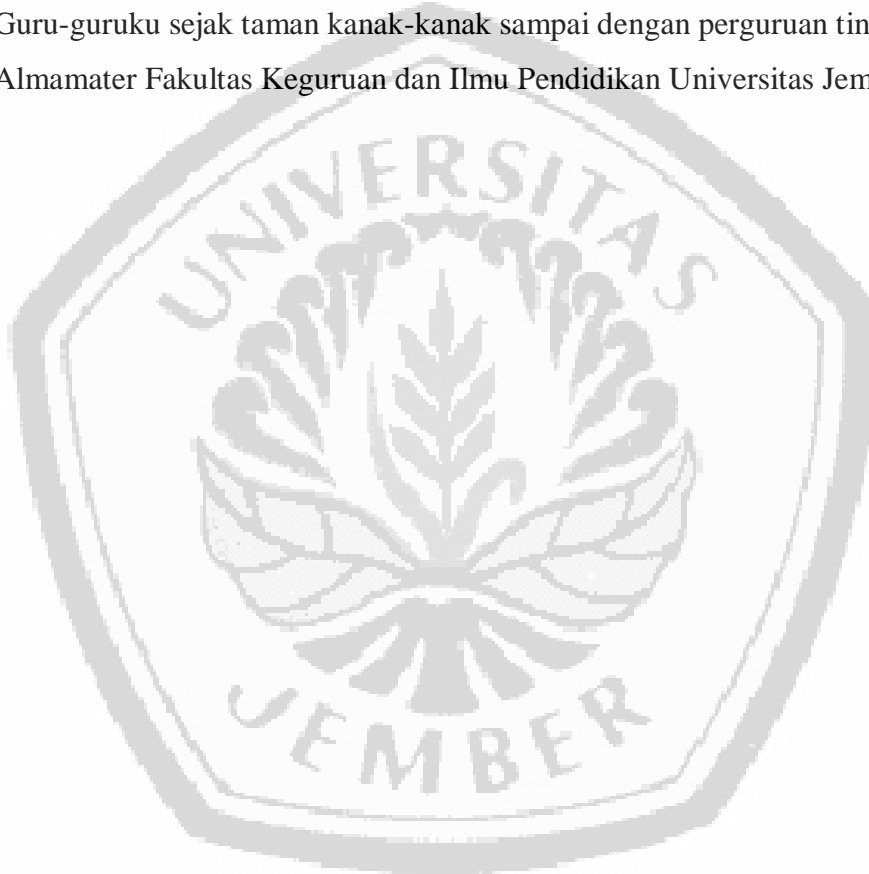 Guru-guruku sejak taman kanak-kanak sampai dengan perguruan tin
Almamater Fakultas Keguruan dan Ilmu Pendidikan Universitas Jem
UNIVERSITAS
JEMBER